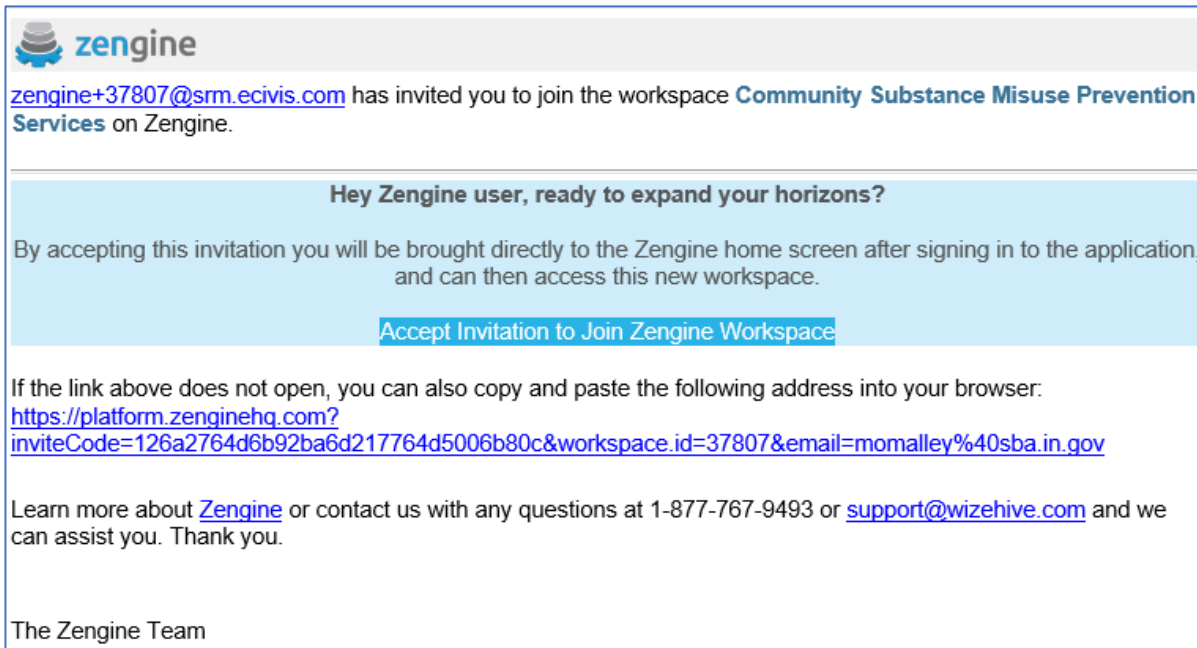 zengine
zengine+37807@srm.ecivis.com has invited you to join the workspace Community Substance Misuse Prevention
Services on Zengine.
Hey Zengine user, ready to expand your horizons?
By accepting this invitation you will be brought directly to the Zengine home screen after signing in to the application,
and can then access this new workspace.
Accept Invitation to Join Zengine Workspace
If the link above does not open, you can also copy and paste the following address into your browser:
https://platform.zenginehq.com?
inviteCode=126a2764d6b92ba6d217764d5006b80c&workspace.id=37807&email=momalley%40sba.in.gov
Learn more about Zengine or contact us with any questions at 1-877-767-9493 or support@wizehive.com and we
can assist you. Thank you.
The Zengine Team